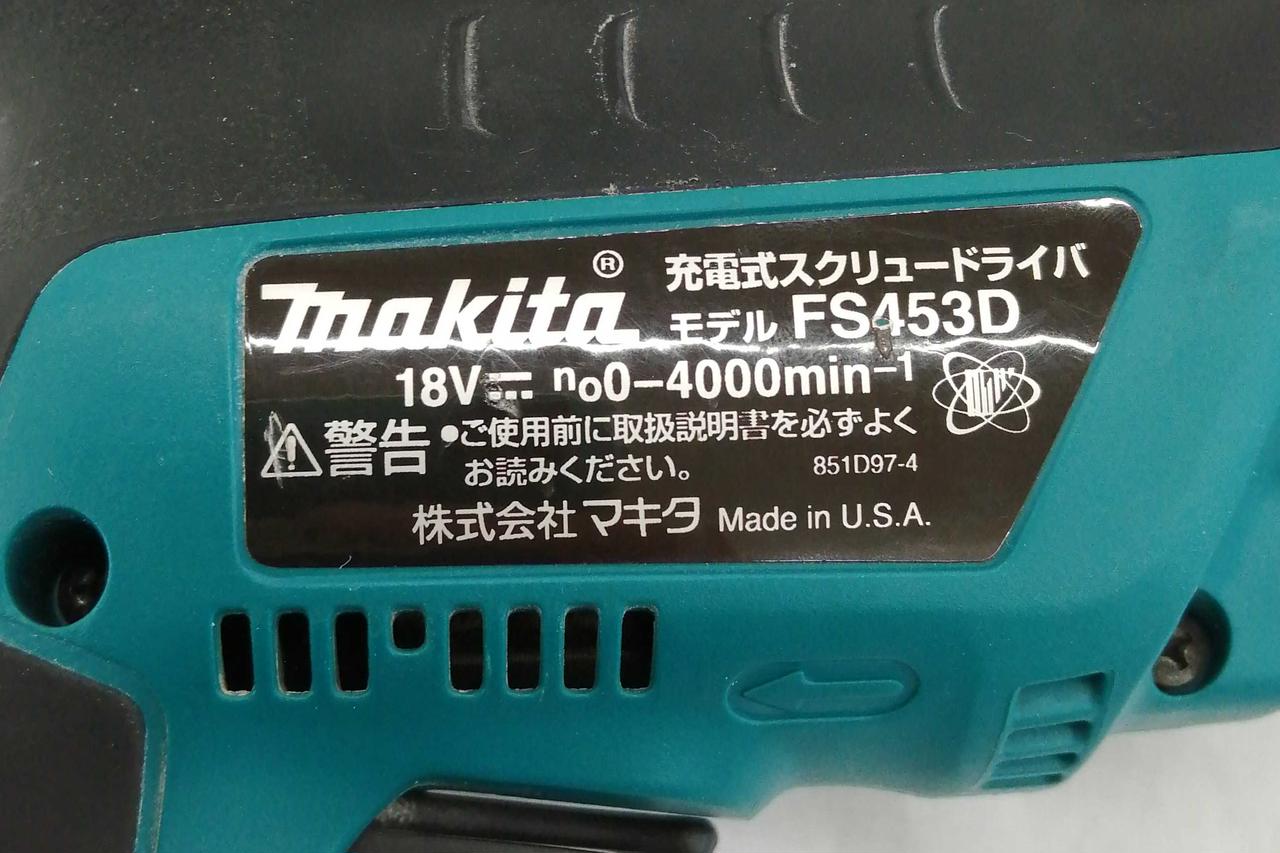 makita®
充電式スクリュードライバ
モデル FS453D
18V⎓ n₀0-4000min⁻¹
⚠警告 ●ご使用前に取扱説明書を必ずよく
お読みください。
851D97-4
株式会社マキタ Made in U.S.A.